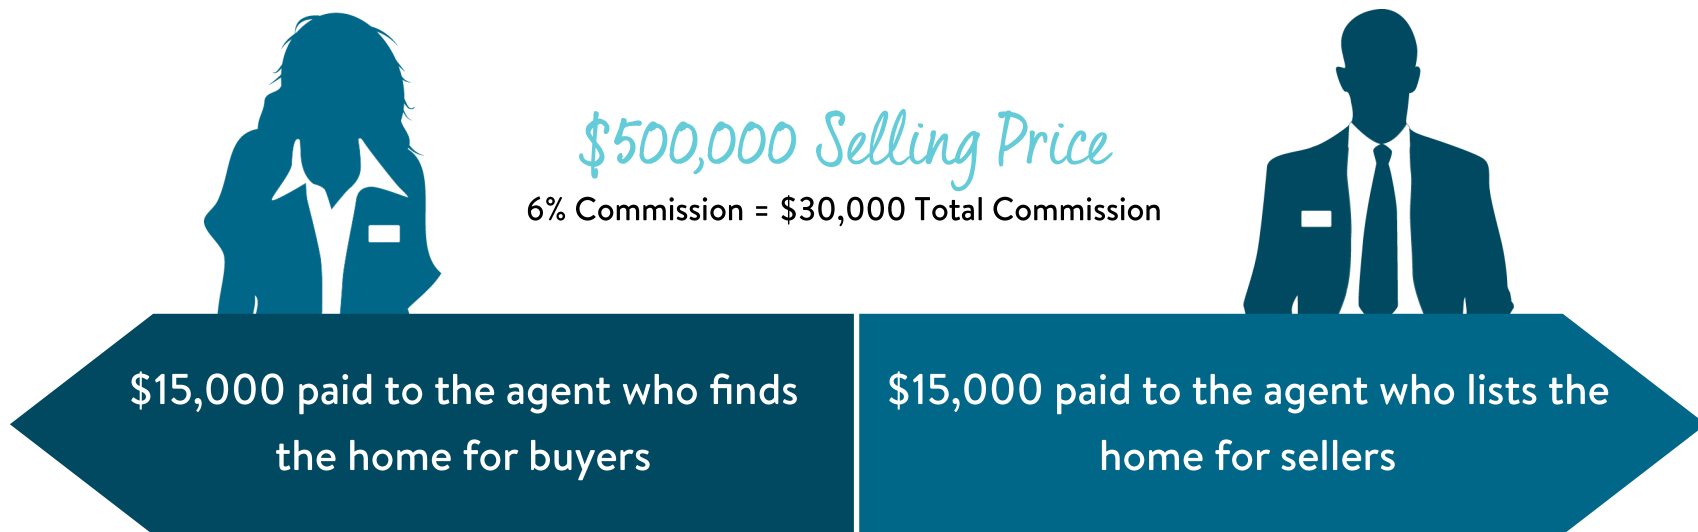 $500,000 Selling Price
6% Commission = $30,000 Total Commission
$15,000 paid to the agent who finds
the home for buyers
$15,000 paid to the agent who lists the
home for sellers